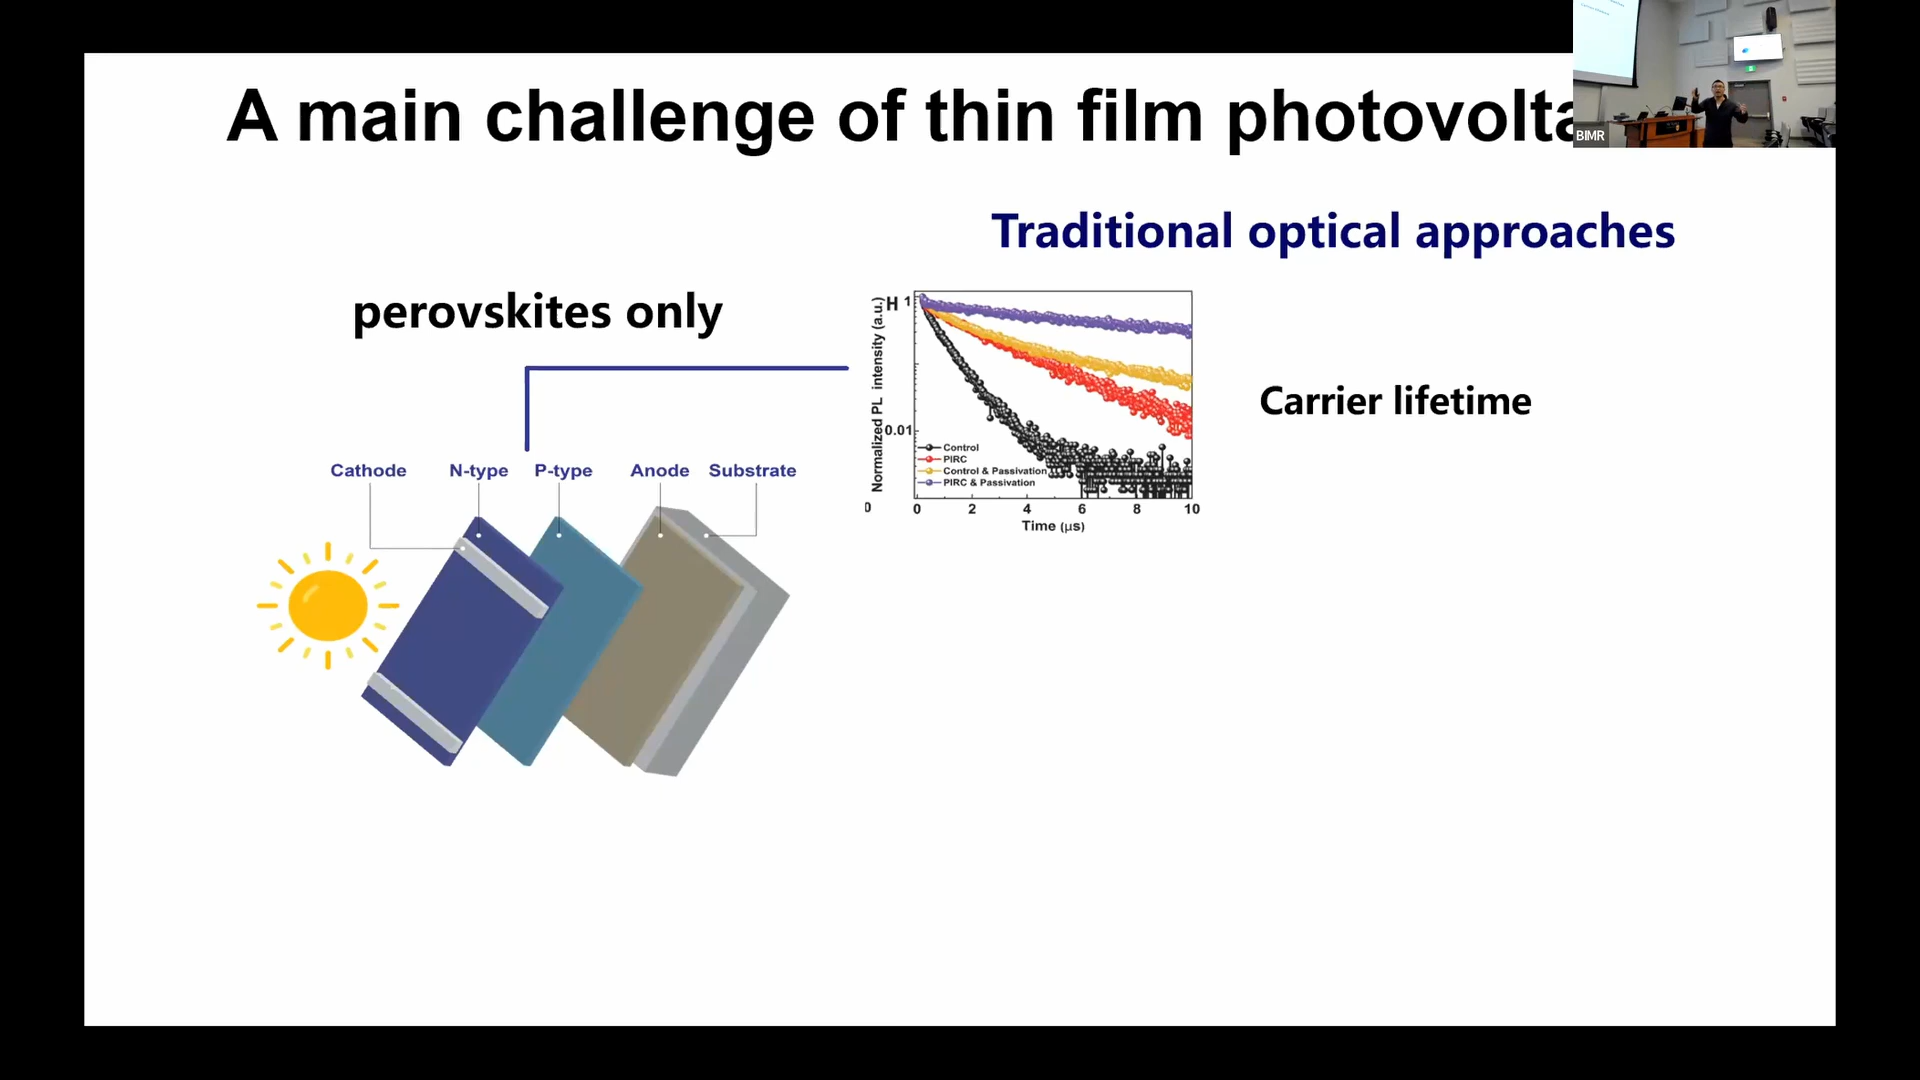 A main challenge of thin film photovolta
BIMR
Traditional optical approaches
perovskites only
Carrier lifetime
Cathode
N-type
P-type
Anode
Substrate
H
1
0.01
Normalized PL intensity (a.u.)
Control
PIRC
Control & Passivation
PIRC & Passivation
0
0 2 4 6 8 10
Time (μs)